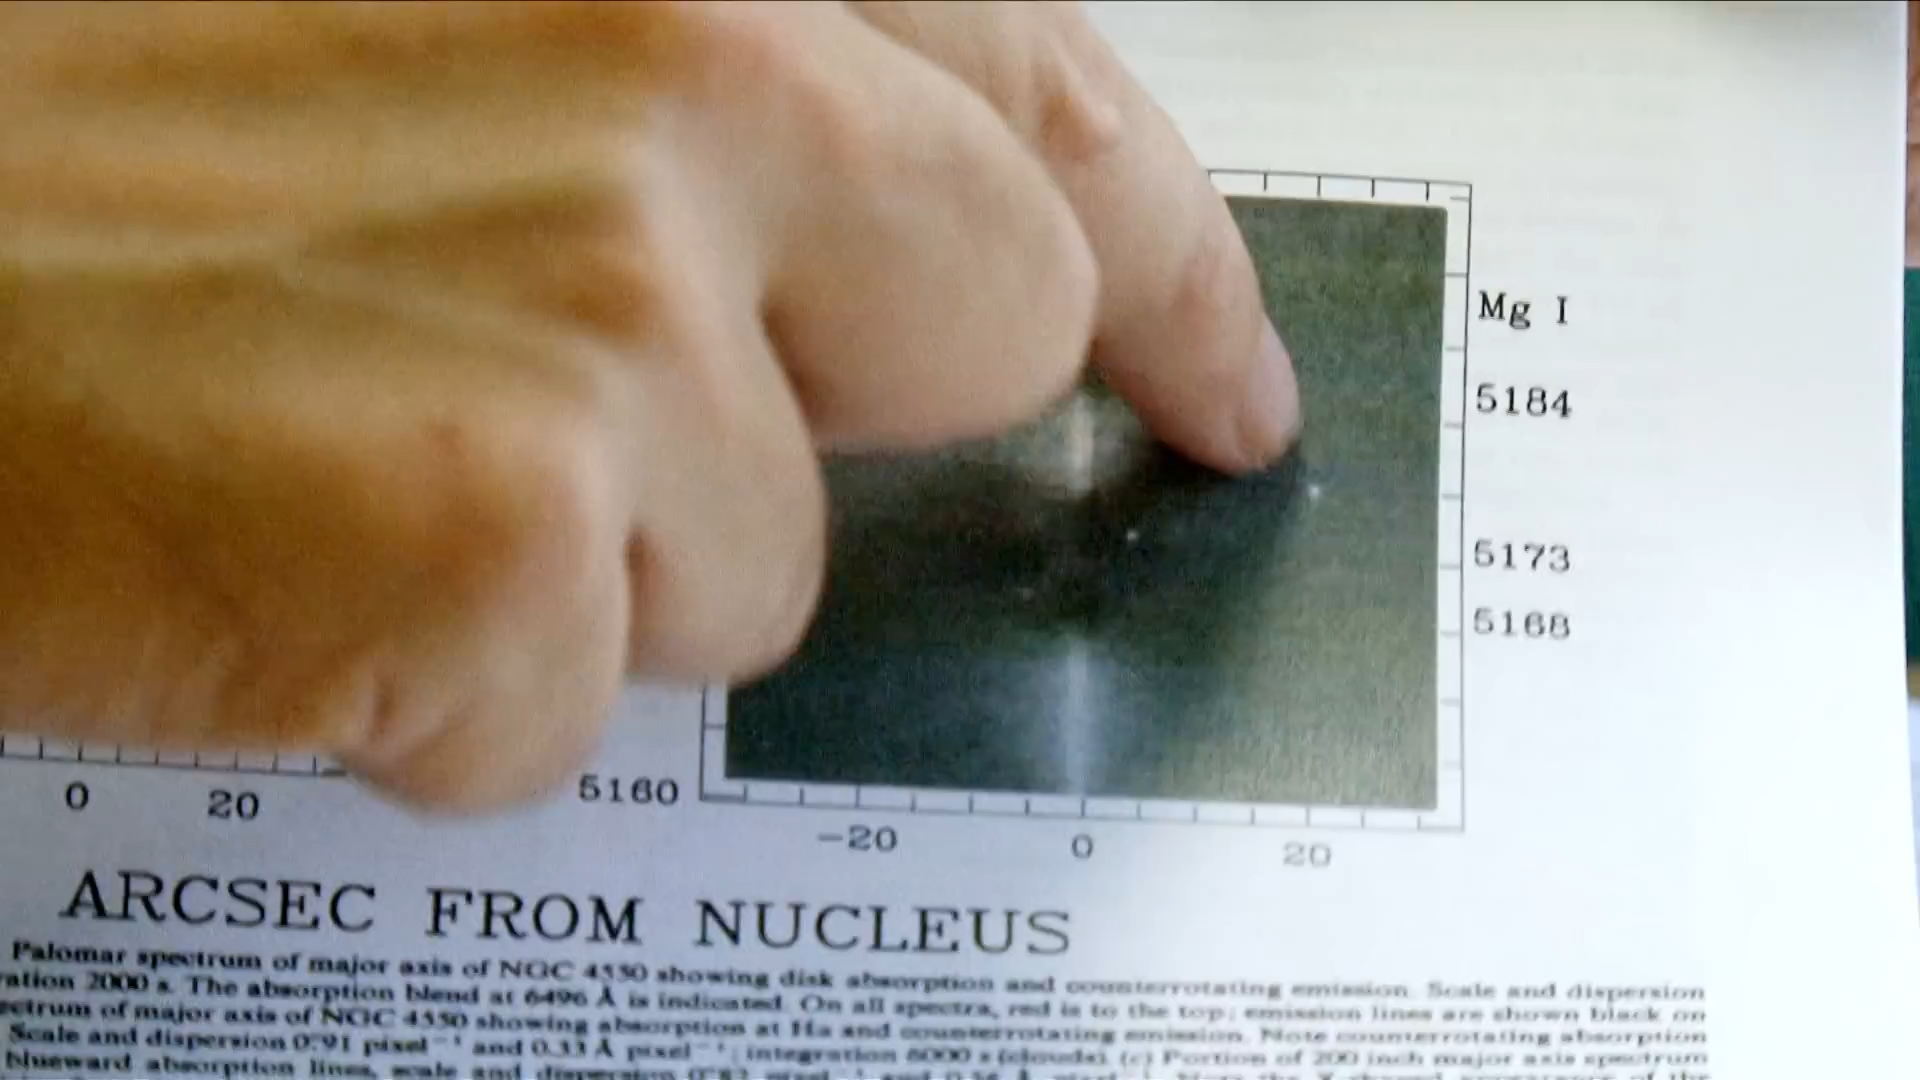 Mg I
5184
5173
5168
5160
0 20
-20 0 20
ARCSEC FROM NUCLEUS
Palomar spectrum of major axis of NGC 4550 showing disk absorption and counterrotating emission. Scale and dispersion
ration 2000 s. The absorption blend at 6496 Å is indicated. On all spectra, red is to the top; emission lines are shown black on
ectrum of major axis of NGC 4550 showing absorption at Hα and counterrotating emission. Note counterrotating absorption
Scale and dispersion 0.″91 pixel⁻¹ and 0.33 Å pixel⁻¹; integration 6000 s (clouds). (c) Portion of 200 inch major axis spectrum
blueward absorption lines, scale and dispersion